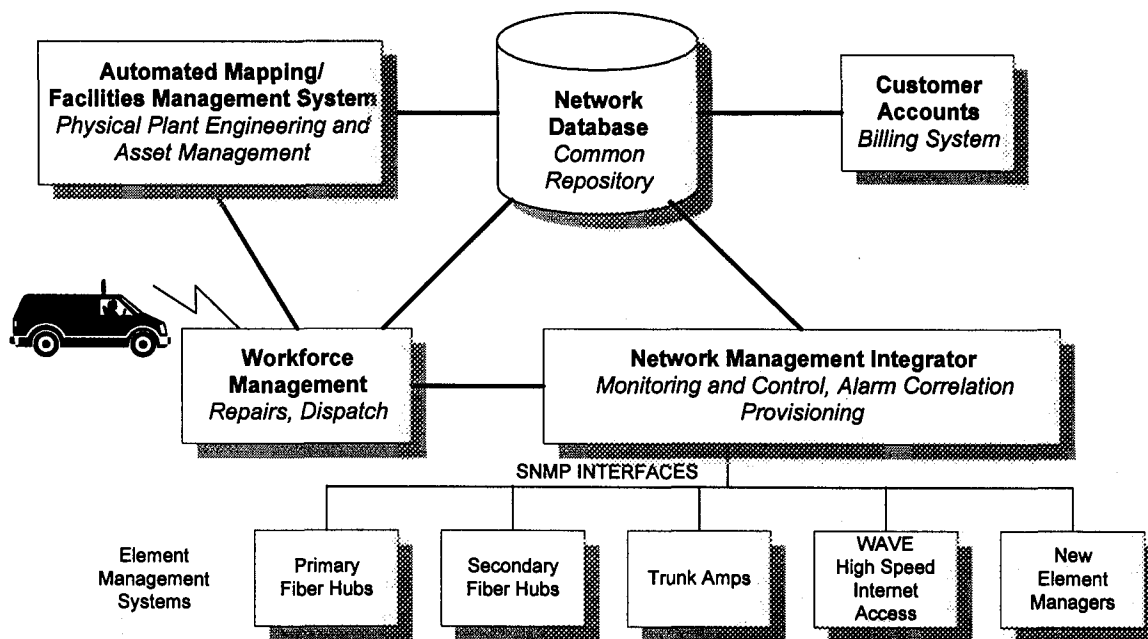 Automated Mapping/
Facilities Management System
Physical Plant Engineering and
Asset Management
Network
Database
Common
Repository
Customer
Accounts
Billing System
Workforce
Management
Repairs, Dispatch
Network Management Integrator
Monitoring and Control, Alarm Correlation
Provisioning
SNMP INTERFACES
Element
Management
Systems
Primary
Fiber Hubs
Secondary
Fiber Hubs
Trunk Amps
WAVE
High Speed
Internet
Access
New
Element
Managers